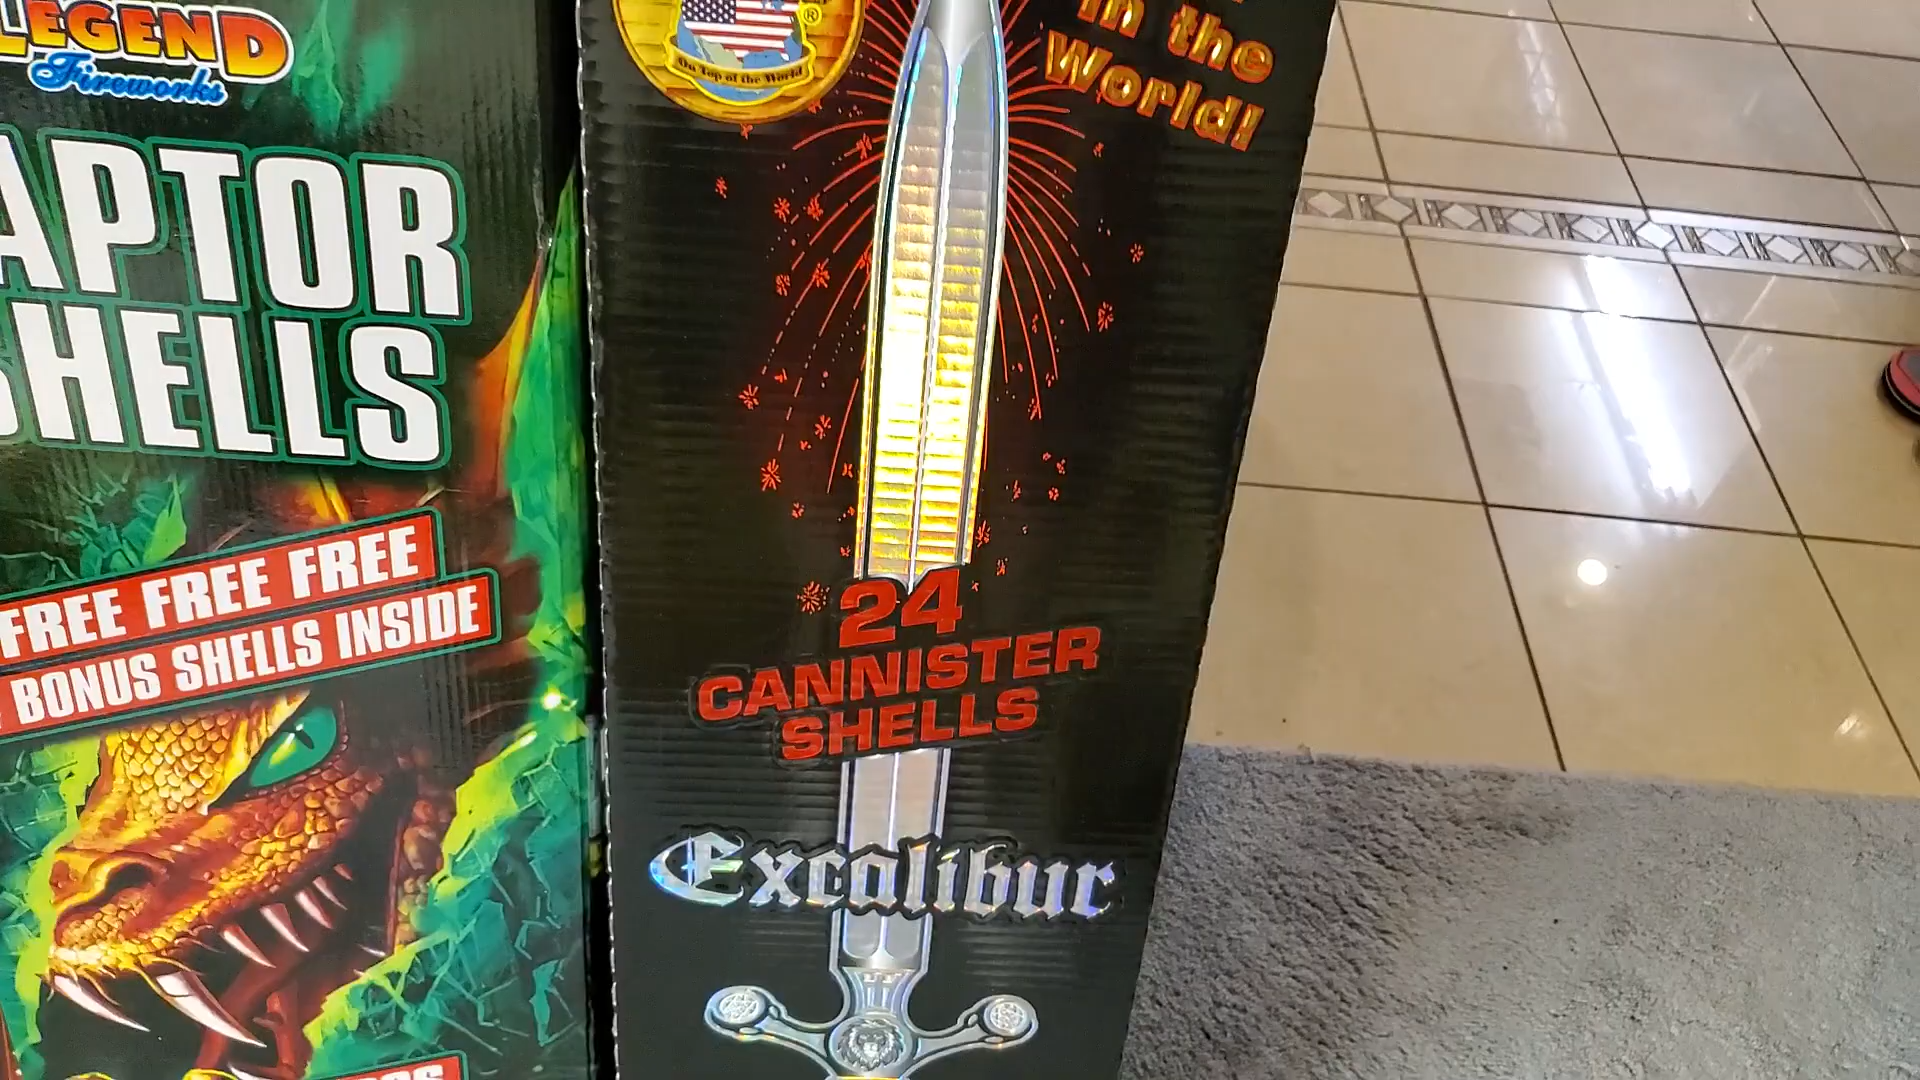 LEGEND
Fireworks
APTOR
SHELLS
FREE FREE FREE
BONUS SHELLS INSIDE
On Top of the World
®
in the
World!
24
CANNISTER
SHELLS
Excalibur